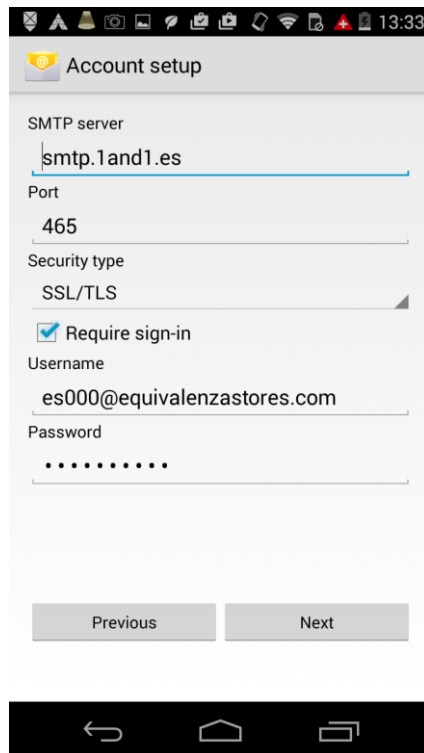 13:33
Account setup
SMTP server
smtp.1and1.es
Port
465
Security type
SSL/TLS
Require sign-in
Username
es000@equivalenzastores.com
Password
••••••••••
Previous Next